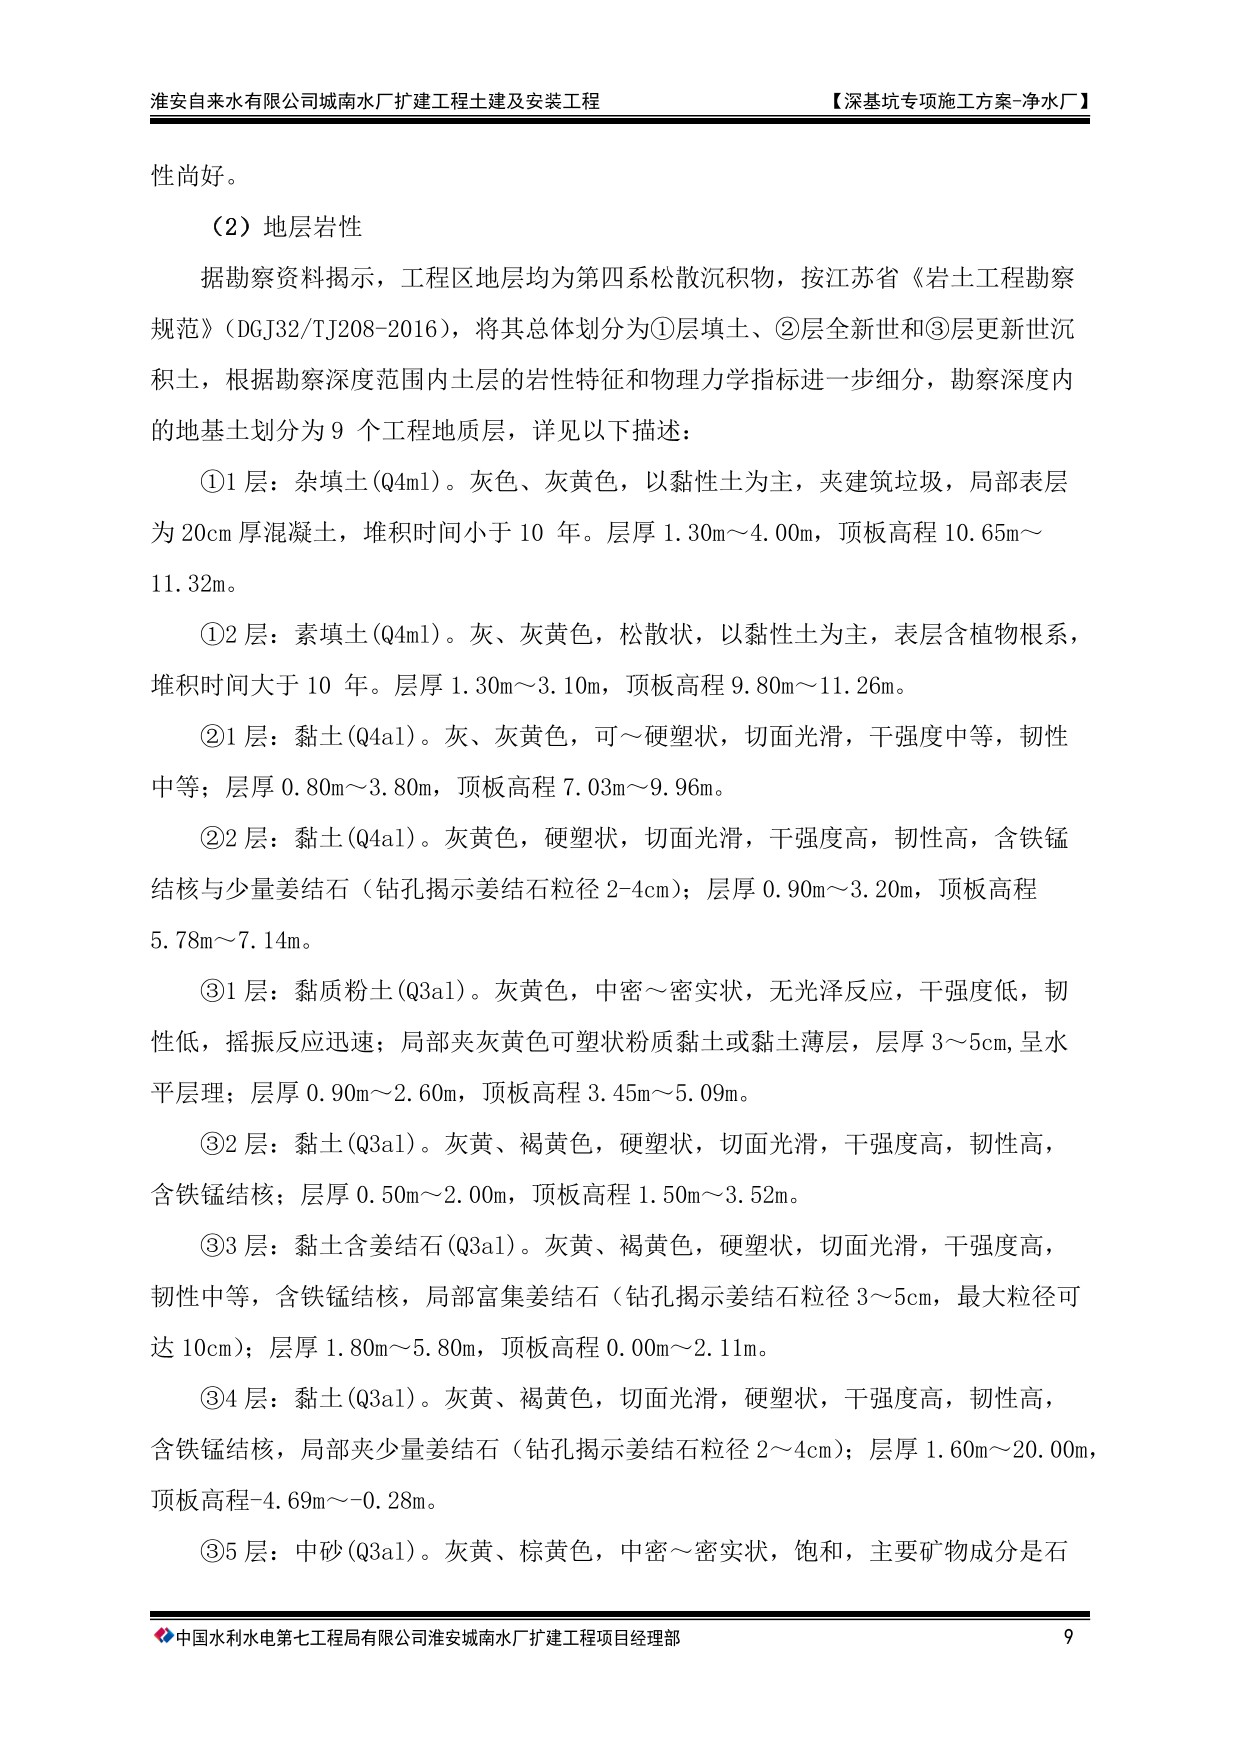 淮安自来水有限公司城南水厂扩建工程土建及安装工程 【深基坑专项施工方案-净水厂】
性尚好。
（2）地层岩性
据勘察资料揭示，工程区地层均为第四系松散沉积物，按江苏省《岩土工程勘察
规范》（DGJ32/TJ208-2016），将其总体划分为①层填土、②层全新世和③层更新世沉
积土，根据勘察深度范围内土层的岩性特征和物理力学指标进一步细分，勘察深度内
的地基土划分为 9 个工程地质层，详见以下描述：
①1 层：杂填土(Q4ml)。灰色、灰黄色，以黏性土为主，夹建筑垃圾，局部表层
为 20cm 厚混凝土，堆积时间小于 10 年。层厚 1.30m～4.00m，顶板高程 10.65m～
11.32m。
①2 层：素填土(Q4ml)。灰、灰黄色，松散状，以黏性土为主，表层含植物根系，
堆积时间大于 10 年。层厚 1.30m～3.10m，顶板高程 9.80m～11.26m。
②1 层：黏土(Q4al)。灰、灰黄色，可～硬塑状，切面光滑，干强度中等，韧性
中等；层厚 0.80m～3.80m，顶板高程 7.03m～9.96m。
②2 层：黏土(Q4al)。灰黄色，硬塑状，切面光滑，干强度高，韧性高，含铁锰
结核与少量姜结石（钻孔揭示姜结石粒径 2-4cm）；层厚 0.90m～3.20m，顶板高程
5.78m～7.14m。
③1 层：黏质粉土(Q3al)。灰黄色，中密～密实状，无光泽反应，干强度低，韧
性低，摇振反应迅速；局部夹灰黄色可塑状粉质黏土或黏土薄层，层厚 3～5cm,呈水
平层理；层厚 0.90m～2.60m，顶板高程 3.45m～5.09m。
③2 层：黏土(Q3al)。灰黄、褐黄色，硬塑状，切面光滑，干强度高，韧性高，
含铁锰结核；层厚 0.50m～2.00m，顶板高程 1.50m～3.52m。
③3 层：黏土含姜结石(Q3al)。灰黄、褐黄色，硬塑状，切面光滑，干强度高，
韧性中等，含铁锰结核，局部富集姜结石（钻孔揭示姜结石粒径 3～5cm，最大粒径可
达 10cm）；层厚 1.80m～5.80m，顶板高程 0.00m～2.11m。
③4 层：黏土(Q3al)。灰黄、褐黄色，切面光滑，硬塑状，干强度高，韧性高，
含铁锰结核，局部夹少量姜结石（钻孔揭示姜结石粒径 2～4cm）；层厚 1.60m～20.00m，
顶板高程-4.69m～-0.28m。
③5 层：中砂(Q3al)。灰黄、棕黄色，中密～密实状，饱和，主要矿物成分是石
中国水利水电第七工程局有限公司淮安城南水厂扩建工程项目经理部 9